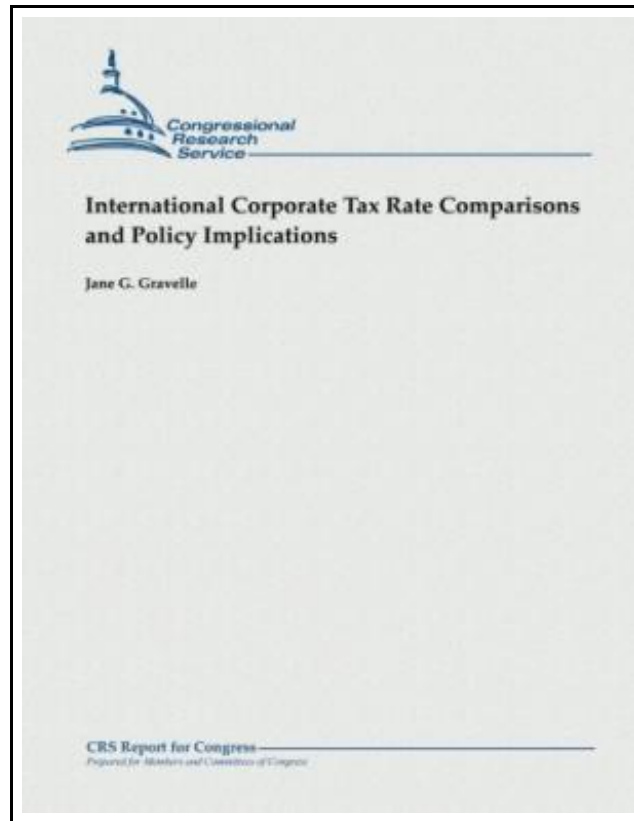 Congressional
Research
Service
International Corporate Tax Rate Comparisons
and Policy Implications
Jane G. Gravelle
CRS Report for Congress
Prepared for Members and Committees of Congress